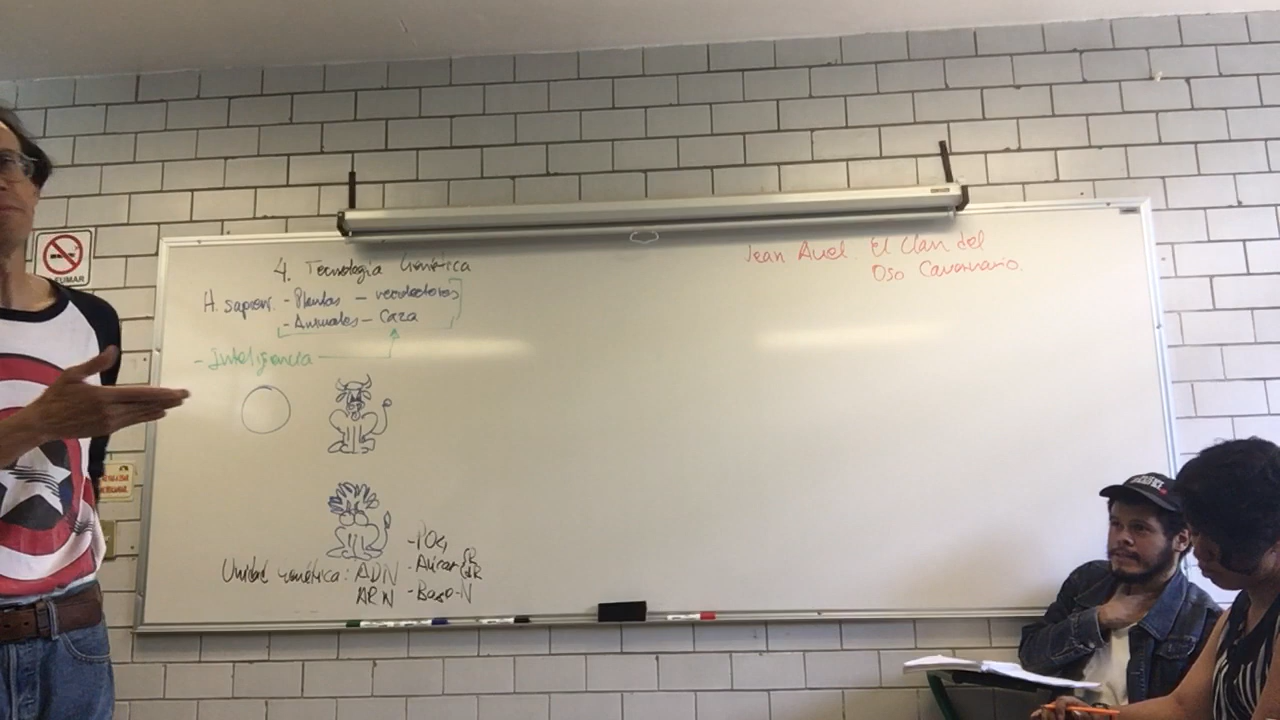 4. Tecnología Genética
H. sapiens. - Plantas - recolectores
- Animales - Caza
- Inteligencia
Unidad genética: ADN
ARN
- PO4
- Azúcar { R
dR
- Base-N
Jean Auel. El Clan del
Oso Cavernario.
FUMAR